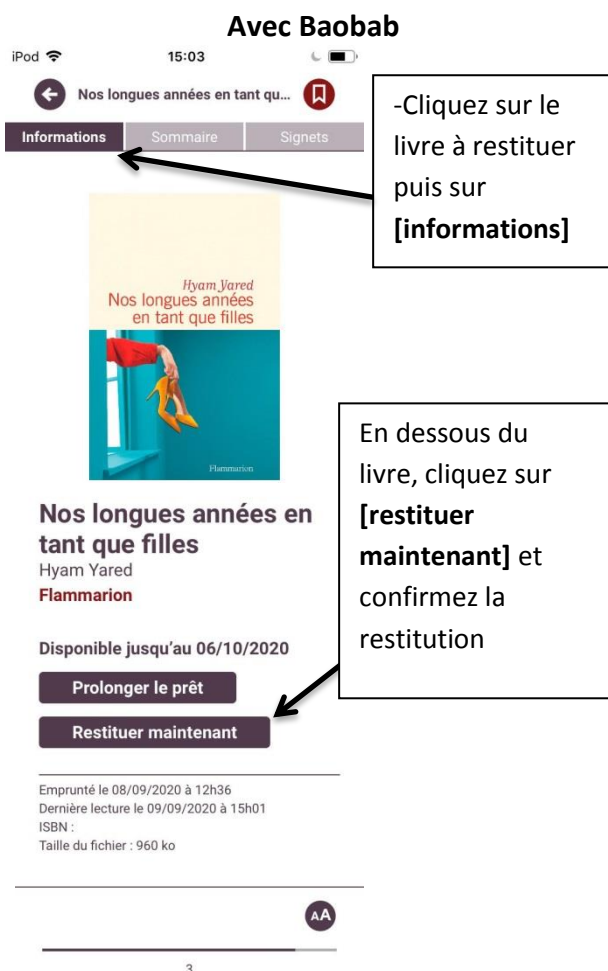 Avec Baobab
iPod
15:03
Nos longues années en tant qu...
Informations
Sommaire
Signets
-Cliquez sur le
livre à restituer
puis sur
[informations]
Hyam Yared
Nos longues années
en tant que filles
Flammarion
En dessous du
livre, cliquez sur
[restituer
maintenant] et
confirmez la
restitution
Nos longues années en
tant que filles
Hyam Yared
Flammarion
Disponible jusqu'au 06/10/2020
Prolonger le prêt
Restituer maintenant
Emprunté le 08/09/2020 à 12h36
Dernière lecture le 09/09/2020 à 15h01
ISBN :
Taille du fichier : 960 ko
AA
3